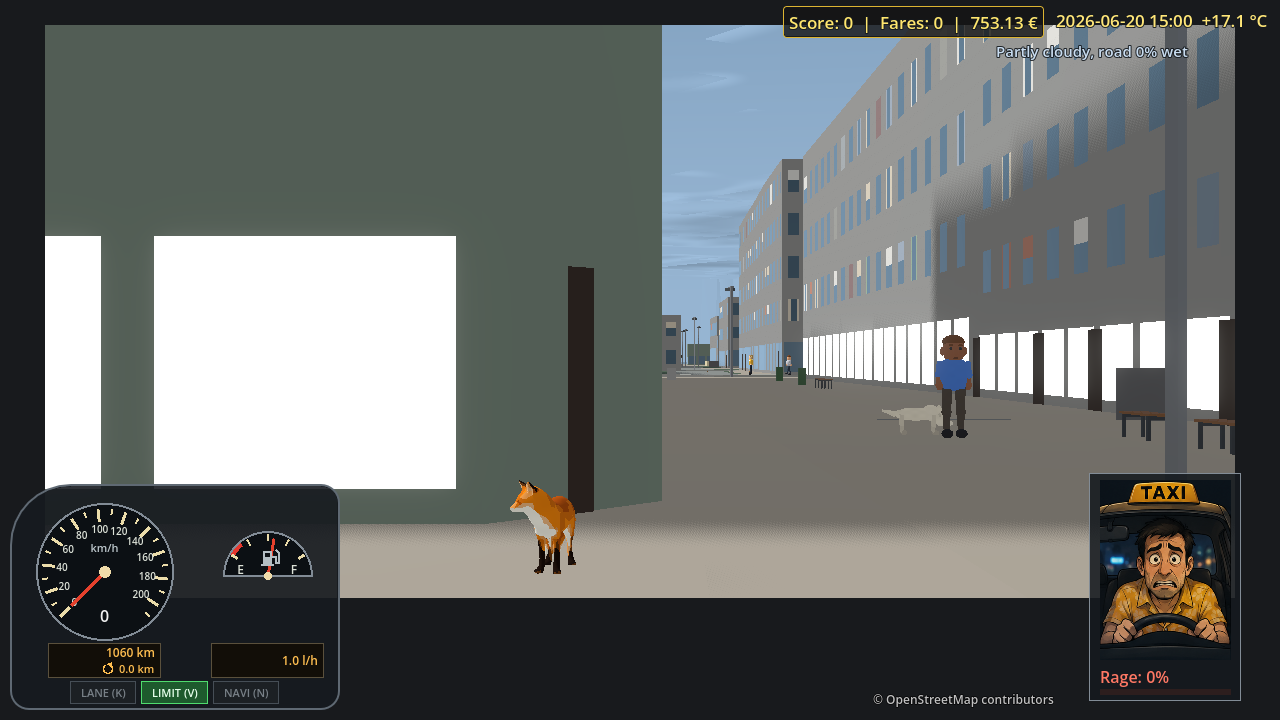 Score: 0 | Fares: 0 | 753.13 €
2026-06-20 15:00 +17.1 °C
Partly cloudy, road 0% wet
TAXI
Rage: 0%
0 20 40 60 80 100 120 140 160 180 200
km/h
0
E F
1060 km
0.0 km
1.0 l/h
LANE (K)
LIMIT (V)
NAVI (N)
© OpenStreetMap contributors